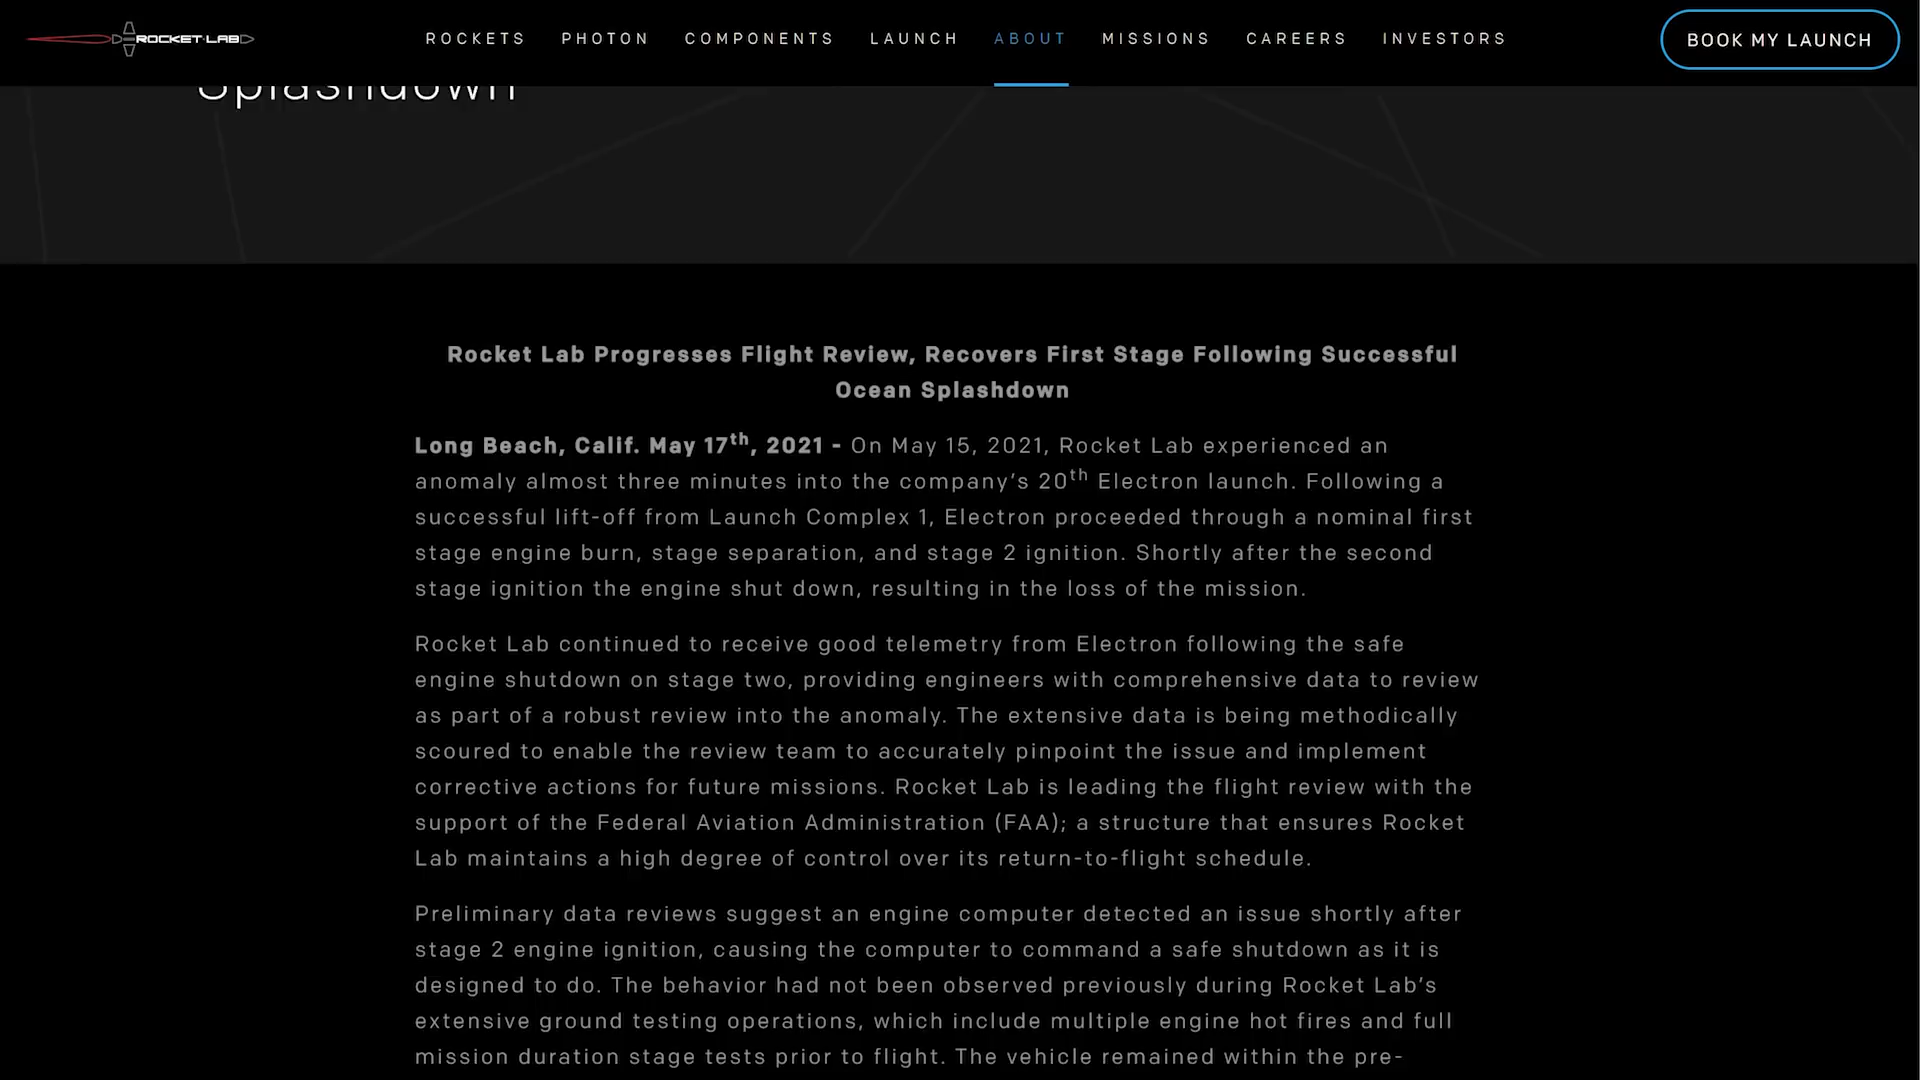 ROCKET LAB
ROCKETS PHOTON COMPONENTS LAUNCH ABOUT MISSIONS CAREERS INVESTORS
BOOK MY LAUNCH
Splashdown
Rocket Lab Progresses Flight Review, Recovers First Stage Following Successful
Ocean Splashdown
Long Beach, Calif. May 17th, 2021 - On May 15, 2021, Rocket Lab experienced an
anomaly almost three minutes into the company’s 20th Electron launch. Following a
successful lift-off from Launch Complex 1, Electron proceeded through a nominal first
stage engine burn, stage separation, and stage 2 ignition. Shortly after the second
stage ignition the engine shut down, resulting in the loss of the mission.
Rocket Lab continued to receive good telemetry from Electron following the safe
engine shutdown on stage two, providing engineers with comprehensive data to review
as part of a robust review into the anomaly. The extensive data is being methodically
scoured to enable the review team to accurately pinpoint the issue and implement
corrective actions for future missions. Rocket Lab is leading the flight review with the
support of the Federal Aviation Administration (FAA); a structure that ensures Rocket
Lab maintains a high degree of control over its return-to-flight schedule.
Preliminary data reviews suggest an engine computer detected an issue shortly after
stage 2 engine ignition, causing the computer to command a safe shutdown as it is
designed to do. The behavior had not been observed previously during Rocket Lab’s
extensive ground testing operations, which include multiple engine hot fires and full
mission duration stage tests prior to flight. The vehicle remained within the pre-